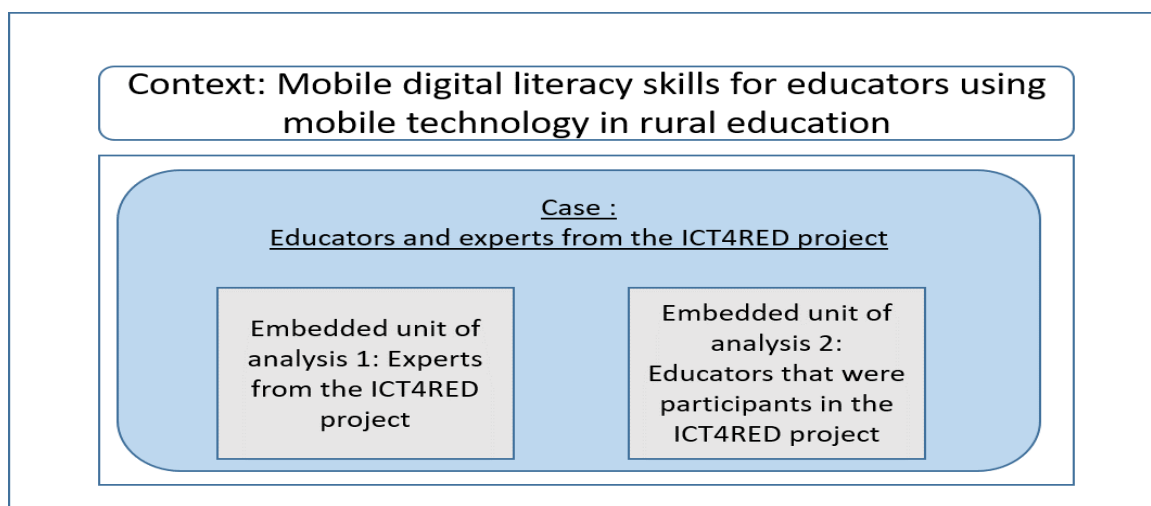 Context: Mobile digital literacy skills for educators using
mobile technology in rural education
Case :
Educators and experts from the ICT4RED project
Embedded unit of
analysis 1: Experts
from the ICT4RED
project
Embedded unit of
analysis 2:
Educators that were
participants in the
ICT4RED project